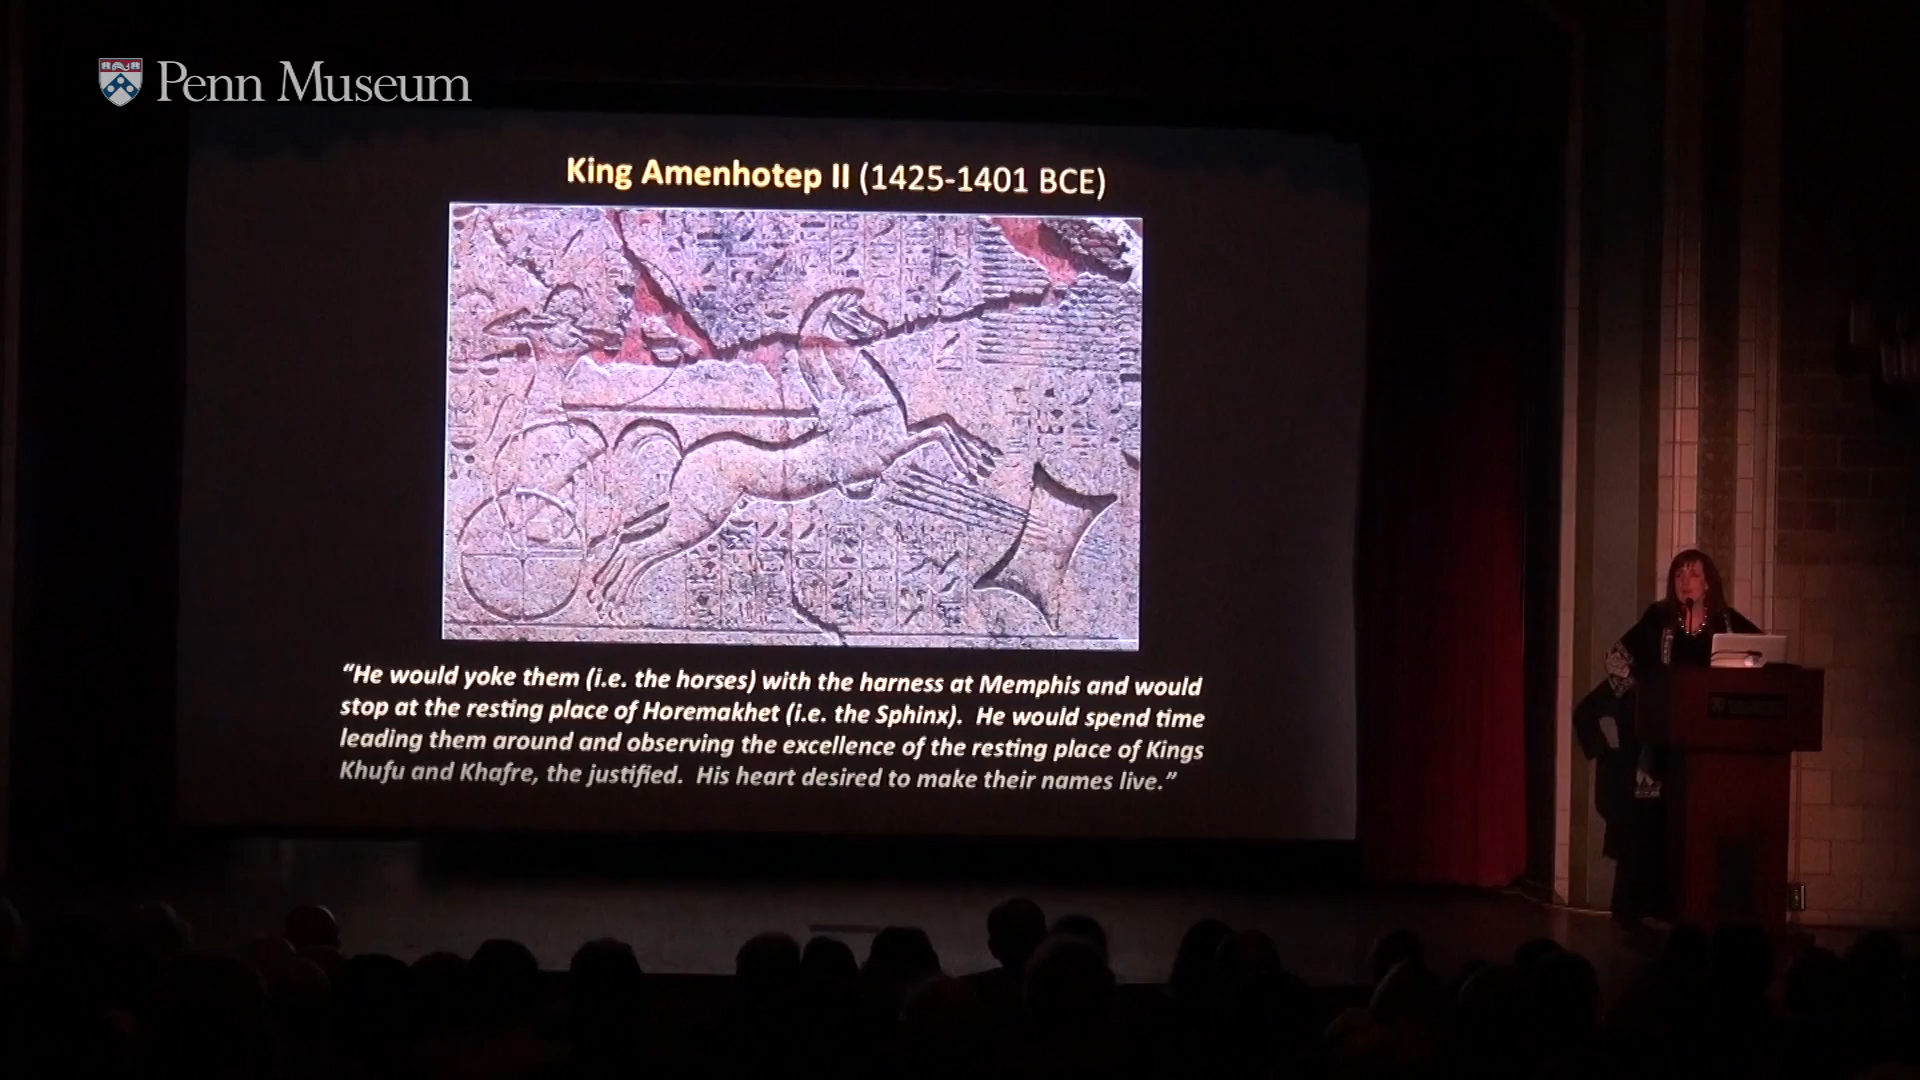 Penn Museum
King Amenhotep II (1425-1401 BCE)
“He would yoke them (i.e. the horses) with the harness at Memphis and would
stop at the resting place of Horemakhet (i.e. the Sphinx).  He would spend time
leading them around and observing the excellence of the resting place of Kings
Khufu and Khafre, the justified.  His heart desired to make their names live.”